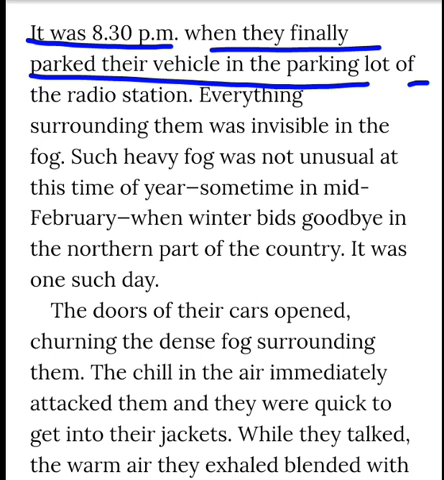 It was 8.30 p.m. when they finally
parked their vehicle in the parking lot of
the radio station. Everything
surrounding them was invisible in the
fog. Such heavy fog was not unusual at
this time of year—sometime in mid-
February—when winter bids goodbye in
the northern part of the country. It was
one such day.
The doors of their cars opened,
churning the dense fog surrounding
them. The chill in the air immediately
attacked them and they were quick to
get into their jackets. While they talked,
the warm air they exhaled blended with